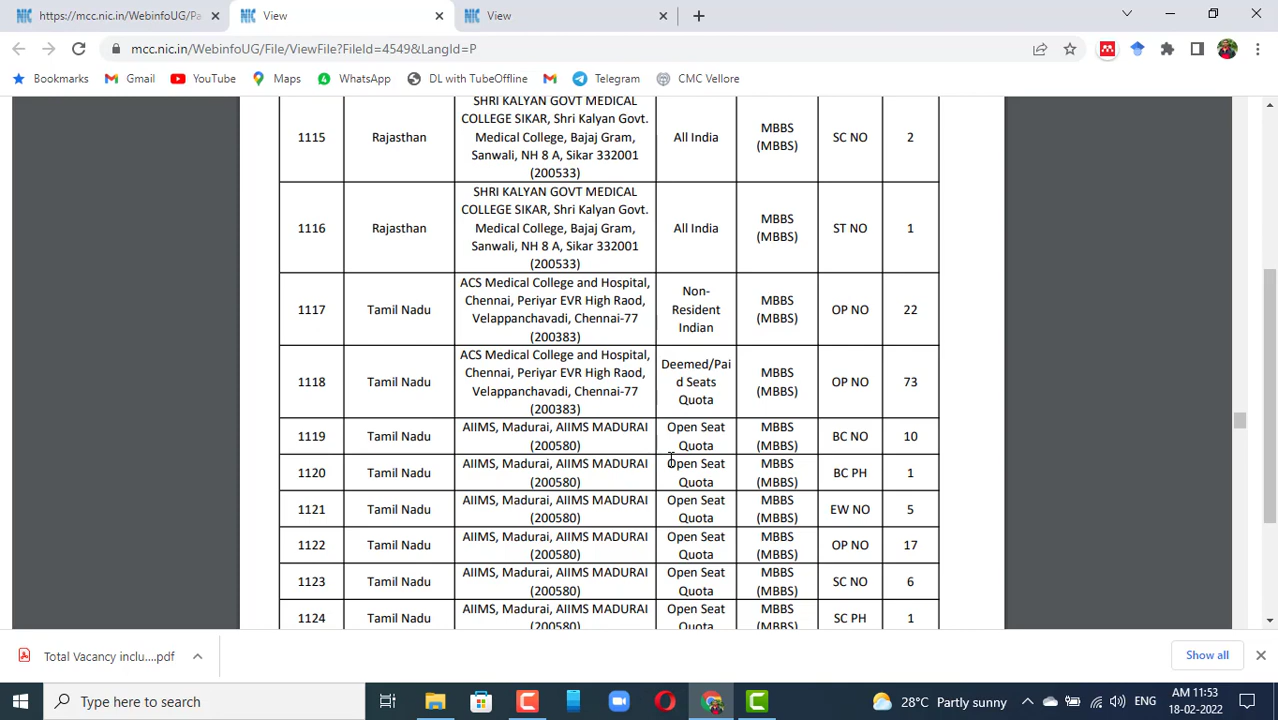 https://mcc.nic.in/WebinfoUG/Pa
View
View
mcc.nic.in/WebinfoUG/File/ViewFile?FileId=4549&LangId=P
Bookmarks Gmail YouTube Maps WhatsApp DL with TubeOffline Telegram CMC Vellore
SHRI KALYAN GOVT MEDICAL
COLLEGE SIKAR, Shri Kalyan Govt.
1115 Rajasthan Medical College, Bajaj Gram, All India MBBS (MBBS) SC NO 2
Sanwali, NH 8 A, Sikar 332001
(200533)
SHRI KALYAN GOVT MEDICAL
COLLEGE SIKAR, Shri Kalyan Govt.
1116 Rajasthan Medical College, Bajaj Gram, All India MBBS (MBBS) ST NO 1
Sanwali, NH 8 A, Sikar 332001
(200533)
ACS Medical College and Hospital,
Chennai, Periyar EVR High Raod,
1117 Tamil Nadu Velappanchavadi, Chennai-77 Non-Resident Indian MBBS (MBBS) OP NO 22
(200383)
ACS Medical College and Hospital,
Chennai, Periyar EVR High Raod,
1118 Tamil Nadu Velappanchavadi, Chennai-77 Deemed/Pai d Seats Quota MBBS (MBBS) OP NO 73
(200383)
AIIMS, Madurai, AIIMS MADURAI Open Seat MBBS
1119 Tamil Nadu (200580) Quota (MBBS) BC NO 10
AIIMS, Madurai, AIIMS MADURAI Open Seat MBBS
1120 Tamil Nadu (200580) Quota (MBBS) BC PH 1
AIIMS, Madurai, AIIMS MADURAI Open Seat MBBS
1121 Tamil Nadu (200580) Quota (MBBS) EW NO 5
AIIMS, Madurai, AIIMS MADURAI Open Seat MBBS
1122 Tamil Nadu (200580) Quota (MBBS) OP NO 17
AIIMS, Madurai, AIIMS MADURAI Open Seat MBBS
1123 Tamil Nadu (200580) Quota (MBBS) SC NO 6
AIIMS, Madurai, AIIMS MADURAI Open Seat MBBS
1124 Tamil Nadu (200580) Quota (MBBS) SC PH 1
Total Vacancy inclu....pdf Show all
Type here to search 28°C Partly sunny ENG AM 11:53
18-02-2022